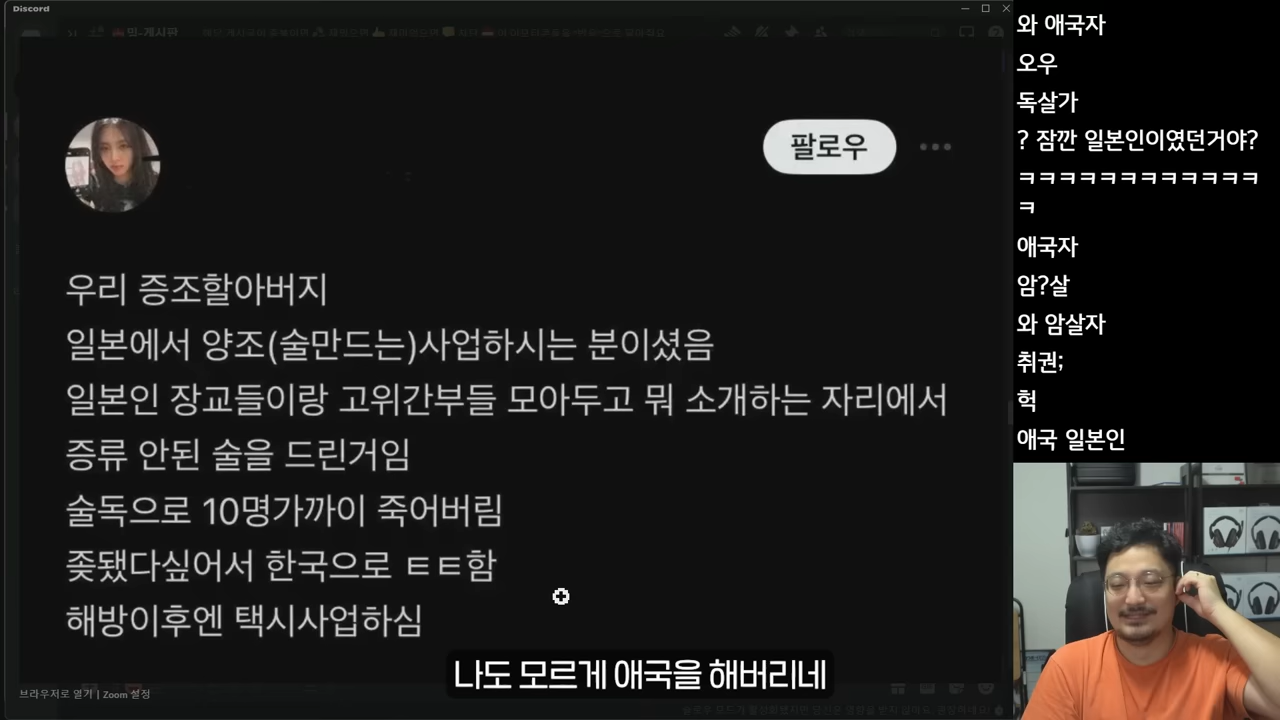 Discord
팔로우
우리 증조할아버지
일본에서 양조(술만드는)사업하시는 분이셨음
일본인 장교들이랑 고위간부들 모아두고 뭐 소개하는 자리에서
증류 안된 술을 드린거임
술독으로 10명가까이 죽어버림
좆됐다싶어서 한국으로 ㅌㅌ함
해방이후엔 택시사업하심
브라우저로 열기 | Zoom 설정
나도 모르게 애국을 해버리네
와 애국자
오우
독살가
? 잠깐 일본인이였던거야?
ㅋㅋㅋㅋㅋㅋㅋㅋㅋㅋㅋㅋ
ㅋ
애국자
암?살
와 암살자
취권;
헉
애국 일본인